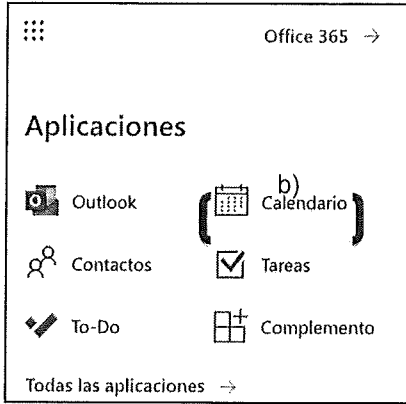 Office 365 →
Aplicaciones
Outlook
b)
Calendario
Contactos
Tareas
To-Do
Complemento
Todas las aplicaciones →